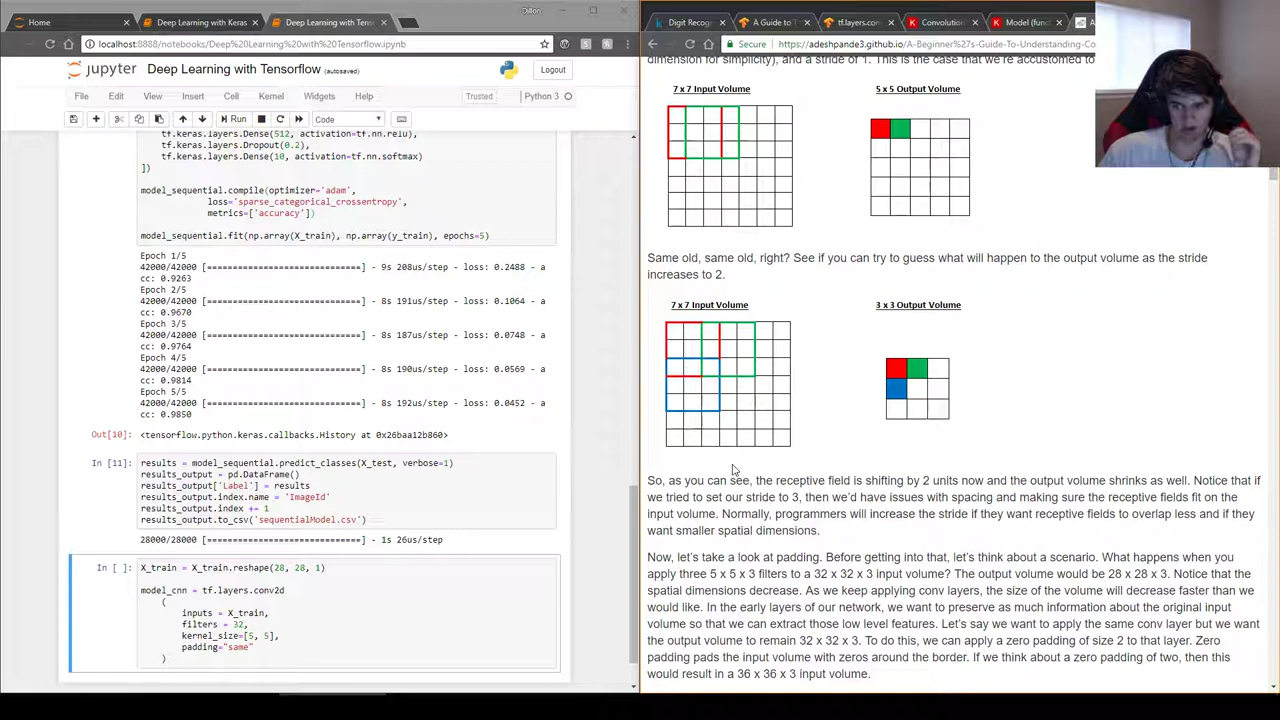 Home
Deep Learning with Keras
Deep Learning with Tens
Dillon
localhost:8888/notebooks/Deep%20Learning%20with%20Tensorflow.ipynb
jupyter Deep Learning with Tensorflow (autosaved)
Logout
File Edit View Insert Cell Kernel Widgets Help
Trusted
Python 3
Run
Code
tf.keras.layers.Dense(512, activation=tf.nn.relu),
tf.keras.layers.Dropout(0.2),
tf.keras.layers.Dense(10, activation=tf.nn.softmax)
])
model_sequential.compile(optimizer='adam',
loss='sparse_categorical_crossentropy',
metrics=['accuracy'])
model_sequential.fit(np.array(X_train), np.array(y_train), epochs=5)
Epoch 1/5
42000/42000 [==============================] - 9s 208us/step - loss: 0.2488 - a
cc: 0.9263
Epoch 2/5
42000/42000 [==============================] - 8s 191us/step - loss: 0.1064 - a
cc: 0.9670
Epoch 3/5
42000/42000 [==============================] - 8s 187us/step - loss: 0.0748 - a
cc: 0.9764
Epoch 4/5
42000/42000 [==============================] - 8s 190us/step - loss: 0.0569 - a
cc: 0.9814
Epoch 5/5
42000/42000 [==============================] - 8s 192us/step - loss: 0.0452 - a
cc: 0.9850
Out[10]: <tensorflow.python.keras.callbacks.History at 0x26baa12b860>
In [11]: results = model_sequential.predict_classes(X_test, verbose=1)
results_output = pd.DataFrame()
results_output['Label'] = results
results_output.index.name = 'ImageId'
results_output.index += 1
results_output.to_csv('sequentialModel.csv')
28000/28000 [==============================] - 1s 26us/step
In [ ]: X_train = X_train.reshape(28, 28, 1)
model_cnn = tf.layers.conv2d
(
inputs = X_train,
filters = 32,
kernel_size=[5, 5],
padding="same"
)
Digit Recog
A Guide to T
tf.layers.con
Convolution
Model (func
Secure https://adeshpande3.github.io/A-Beginner%27s-Guide-To-Understanding-Co
dimension for simplicity), and a stride of 1. This is the case that we're accustomed to
7 x 7 Input Volume
5 x 5 Output Volume
Same old, same old, right? See if you can try to guess what will happen to the output volume as the stride
increases to 2.
7 x 7 Input Volume
3 x 3 Output Volume
So, as you can see, the receptive field is shifting by 2 units now and the output volume shrinks as well. Notice that if
we tried to set our stride to 3, then we'd have issues with spacing and making sure the receptive fields fit on the
input volume. Normally, programmers will increase the stride if they want receptive fields to overlap less and if they
want smaller spatial dimensions.
Now, let's take a look at padding. Before getting into that, let's think about a scenario. What happens when you
apply three 5 x 5 x 3 filters to a 32 x 32 x 3 input volume? The output volume would be 28 x 28 x 3. Notice that the
spatial dimensions decrease. As we keep applying conv layers, the size of the volume will decrease faster than we
would like. In the early layers of our network, we want to preserve as much information about the original input
volume so that we can extract those low level features. Let's say we want to apply the same conv layer but we want
the output volume to remain 32 x 32 x 3. To do this, we can apply a zero padding of size 2 to that layer. Zero
padding pads the input volume with zeros around the border. If we think about a zero padding of two, then this
would result in a 36 x 36 x 3 input volume.